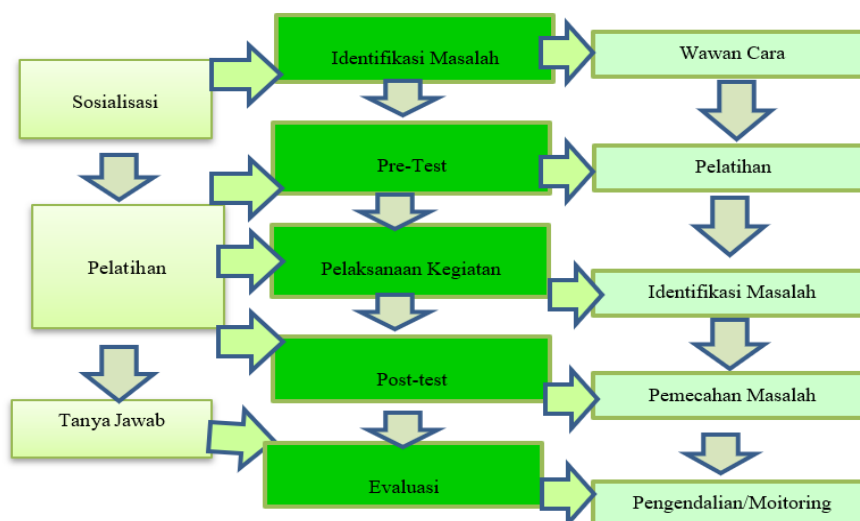 Identifikasi Masalah
Wawan Cara
Sosialisasi
Pre-Test
Pelatihan
Pelatihan
Pelaksanaan Kegiatan
Identifikasi Masalah
Post-test
Pemecahan Masalah
Tanya Jawab
Evaluasi
Pengendalian/Moitoring